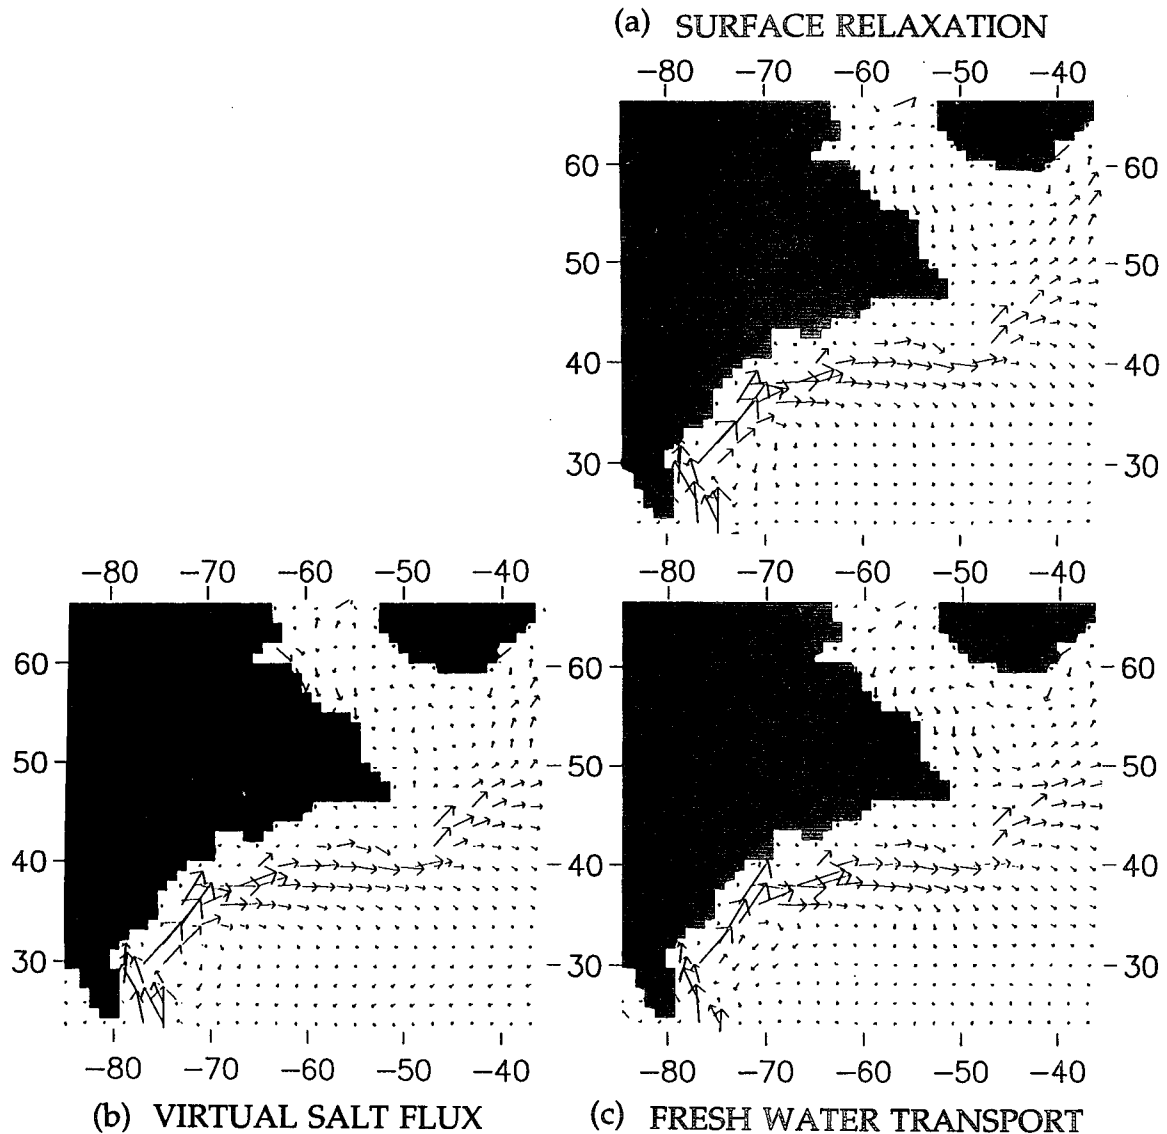 (a) SURFACE RELAXATION
−80 −70 −60 −50 −40
60 −60
50 −50
40 −40
30 −30
−80 −70 −60 −50 −40
−80 −70 −60 −50 −40
60 −60 −60
50 −50 −50
40 −40 −40
30 −30 −30
−80 −70 −60 −50 −40
−80 −70 −60 −50 −40
(b) VIRTUAL SALT FLUX
(c) FRESH WATER TRANSPORT